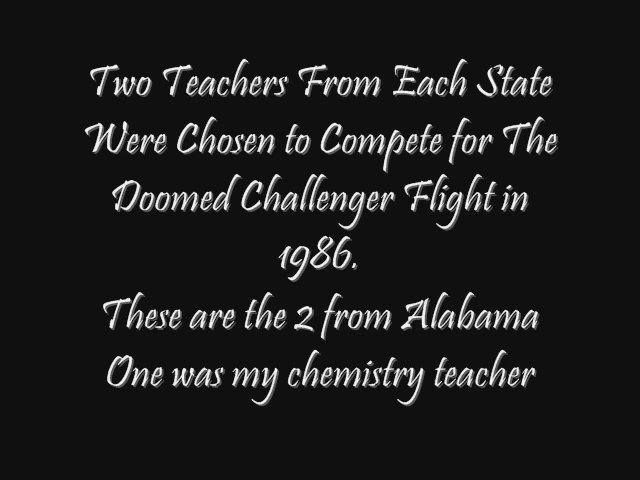 Two Teachers From Each State
Were Chosen to Compete for The
Doomed Challenger Flight in
1986.
These are the 2 from Alabama
One was my chemistry teacher